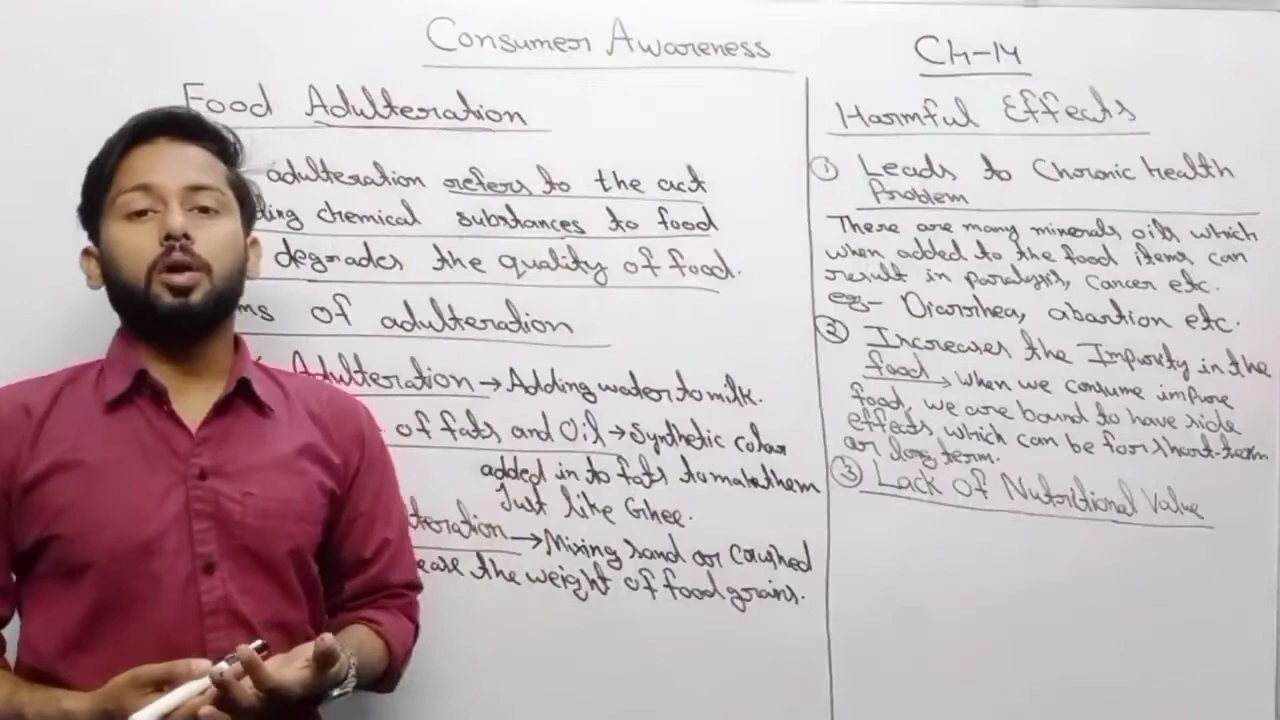 Consumer Awareness
Ch-14
Food Adulteration
adulteration refers to the act
chemical substances to food
degrades the quality of food.
of adulteration
Adulteration → Adding water to milk.
of fats and Oil → Synthetic colour
added in to fats to make them
Just like Ghee.
→ Mixing sand or Crushed
the weight of food grains.
Harmful Effects
① Leads to Chronic health
Problem
There are many minerals oils which
when added to the food items can
result in paralysis, Cancer etc.
eg- Diarrhea, abortion etc.
② Increases the Impurity in the
food → When we consume impure
food, we are bound to have side
effects which can be for short-term
or long term.
③ Lack of Nutritional Value